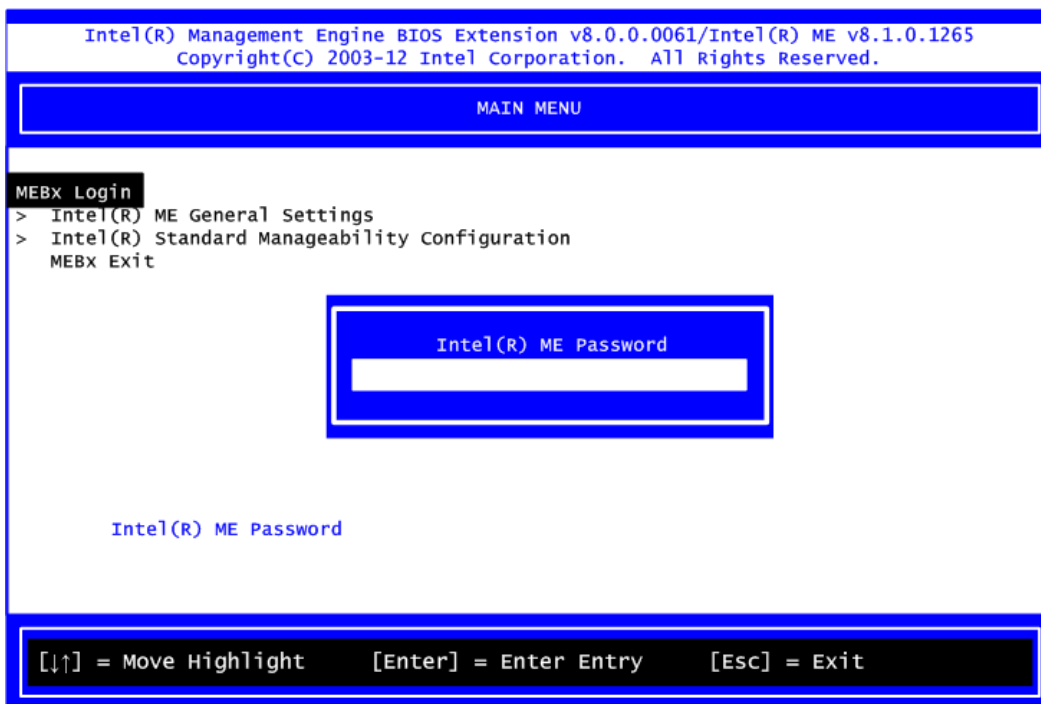 Intel(R) Management Engine BIOS Extension v8.0.0.0061/Intel(R) ME v8.1.0.1265
Copyright(C) 2003-12 Intel Corporation. All Rights Reserved.
MAIN MENU
MEBx Login
> Intel(R) ME General Settings
> Intel(R) Standard Manageability Configuration
MEBx Exit
Intel(R) ME Password
Intel(R) ME Password
[↓↑] = Move Highlight [Enter] = Enter Entry [Esc] = Exit